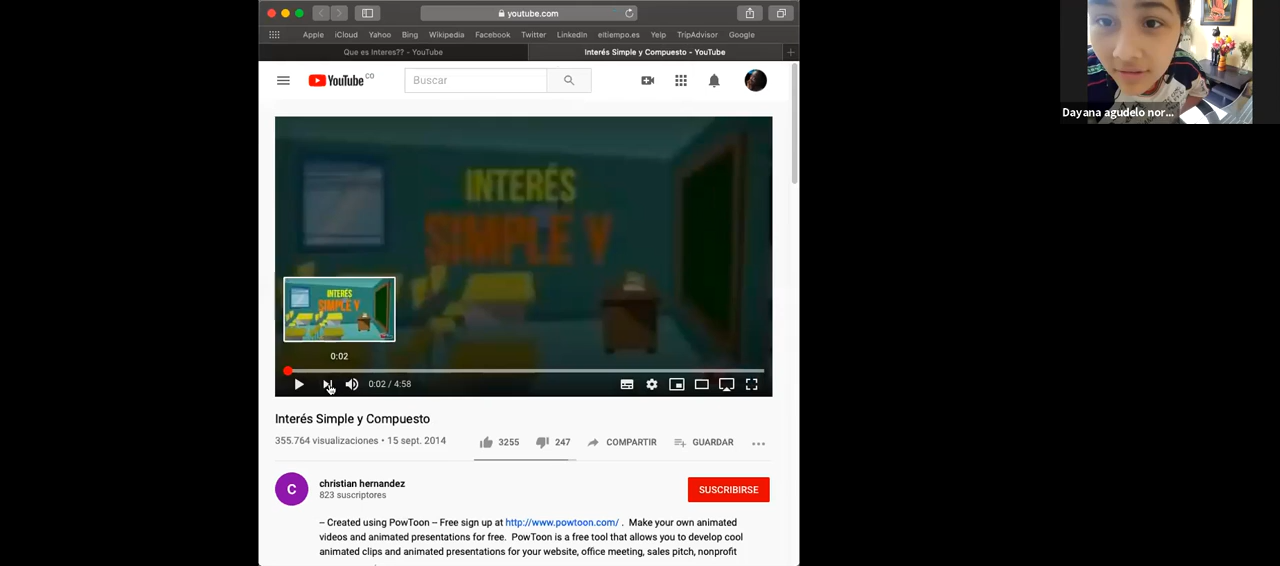 youtube.com
Apple iCloud Yahoo Bing Wikipedia Facebook Twitter LinkedIn eltiempo.es Yelp TripAdvisor Google
Que es Interes?? - YouTube
Interés Simple y Compuesto - YouTube
YouTube CO
Buscar
INTERÉS
SIMPLE Y
INTERÉS
SIMPLE Y
0:02
0:02 / 4:58
Interés Simple y Compuesto
355.764 visualizaciones • 15 sept. 2014
3255
247
COMPARTIR
GUARDAR
C
christian hernandez
823 suscriptores
SUSCRIBIRSE
-- Created using PowToon -- Free sign up at http://www.powtoon.com/ . Make your own animated
videos and animated presentations for free. PowToon is a free tool that allows you to develop cool
animated clips and animated presentations for your website, office meeting, sales pitch, nonprofit
Dayana agudelo nor...